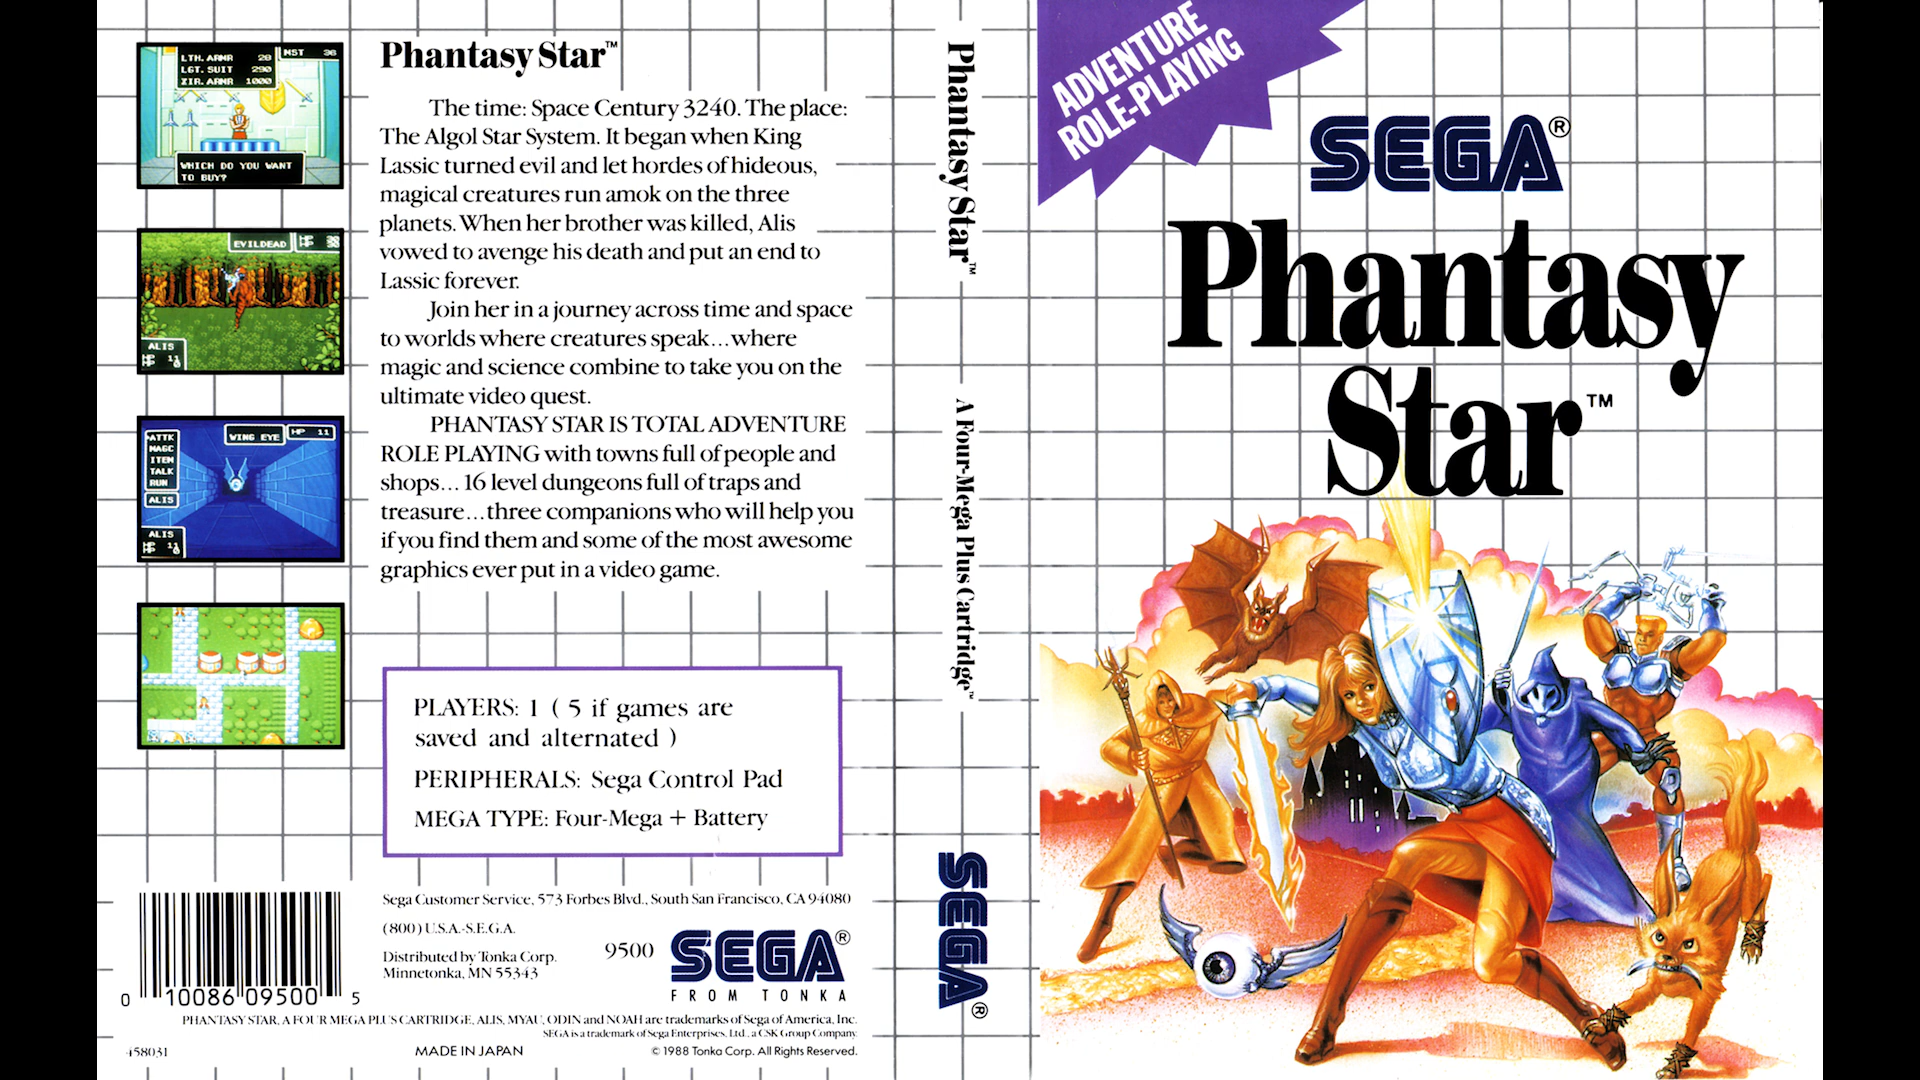 LTH. ARMR 28
LGT. SUIT 290
ZIR. ARMR 1000
MST 36
WHICH DO YOU WANT
TO BUY?
EVILDEAD
HP 30
ALIS
HP 11
MP 0
ATTK
MAGC
ITEM
TALK
RUN
ALIS
WING EYE
HP 11
ALIS
HP 11
MP 0
Phantasy Star™
The time: Space Century 3240. The place:
The Algol Star System. It began when King
Lassic turned evil and let hordes of hideous,
magical creatures run amok on the three
planets. When her brother was killed, Alis
vowed to avenge his death and put an end to
Lassic forever.
Join her in a journey across time and space
to worlds where creatures speak...where
magic and science combine to take you on the
ultimate video quest.
PHANTASY STAR IS TOTAL ADVENTURE
ROLE PLAYING with towns full of people and
shops... 16 level dungeons full of traps and
treasure...three companions who will help you
if you find them and some of the most awesome
graphics ever put in a video game.
PLAYERS: 1 ( 5 if games are
saved and alternated )
PERIPHERALS: Sega Control Pad
MEGA TYPE: Four-Mega + Battery
Sega Customer Service, 573 Forbes Blvd., South San Francisco, CA 94080
(800) U.S.A.-S.E.G.A.
Distributed by Tonka Corp.
Minnetonka, MN 55343
9500
SEGA®
FROM TONKA
0 10086 09500 5
PHANTASY STAR, A FOUR MEGA PLUS CARTRIDGE, ALIS, MYAU, ODIN and NOAH are trademarks of Sega of America, Inc.
SEGA is a trademark of Sega Enterprises, Ltd., a CSK Group Company.
458031
MADE IN JAPAN
© 1988 Tonka Corp. All Rights Reserved.
Phantasy Star™
A Four-Mega Plus Cartridge™
SEGA®
ADVENTURE
ROLE-PLAYING
SEGA®
Phantasy
Star™